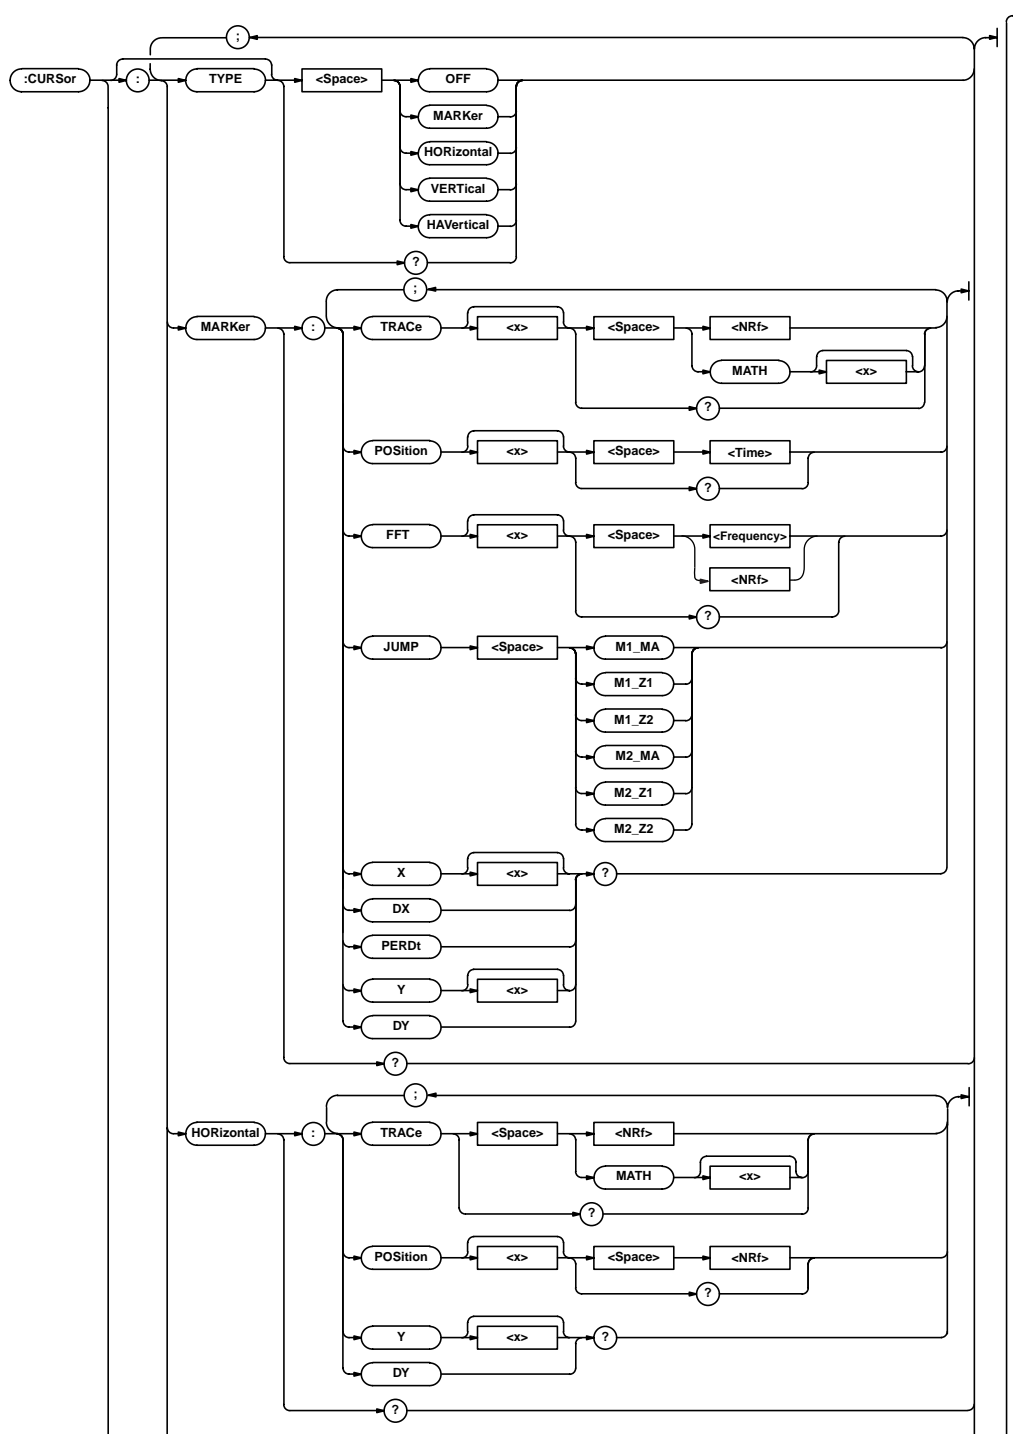 ;
:CURSor : TYPE <Space> OFF
MARKer
HORizontal
VERTical
HAVertical
?
;
MARKer : TRACe <x> <Space> <NRf>
MATH <x>
?
POSition <x> <Space> <Time>
?
FFT <x> <Space> <Frequency>
<NRf>
?
JUMP <Space> M1_MA
M1_Z1
M1_Z2
M2_MA
M2_Z1
M2_Z2
X <x> ?
DX
PERDt
Y <x>
DY
?
;
HORizontal : TRACe <Space> <NRf>
MATH <x>
?
POSition <x> <Space> <NRf>
?
Y <x> ?
DY
?